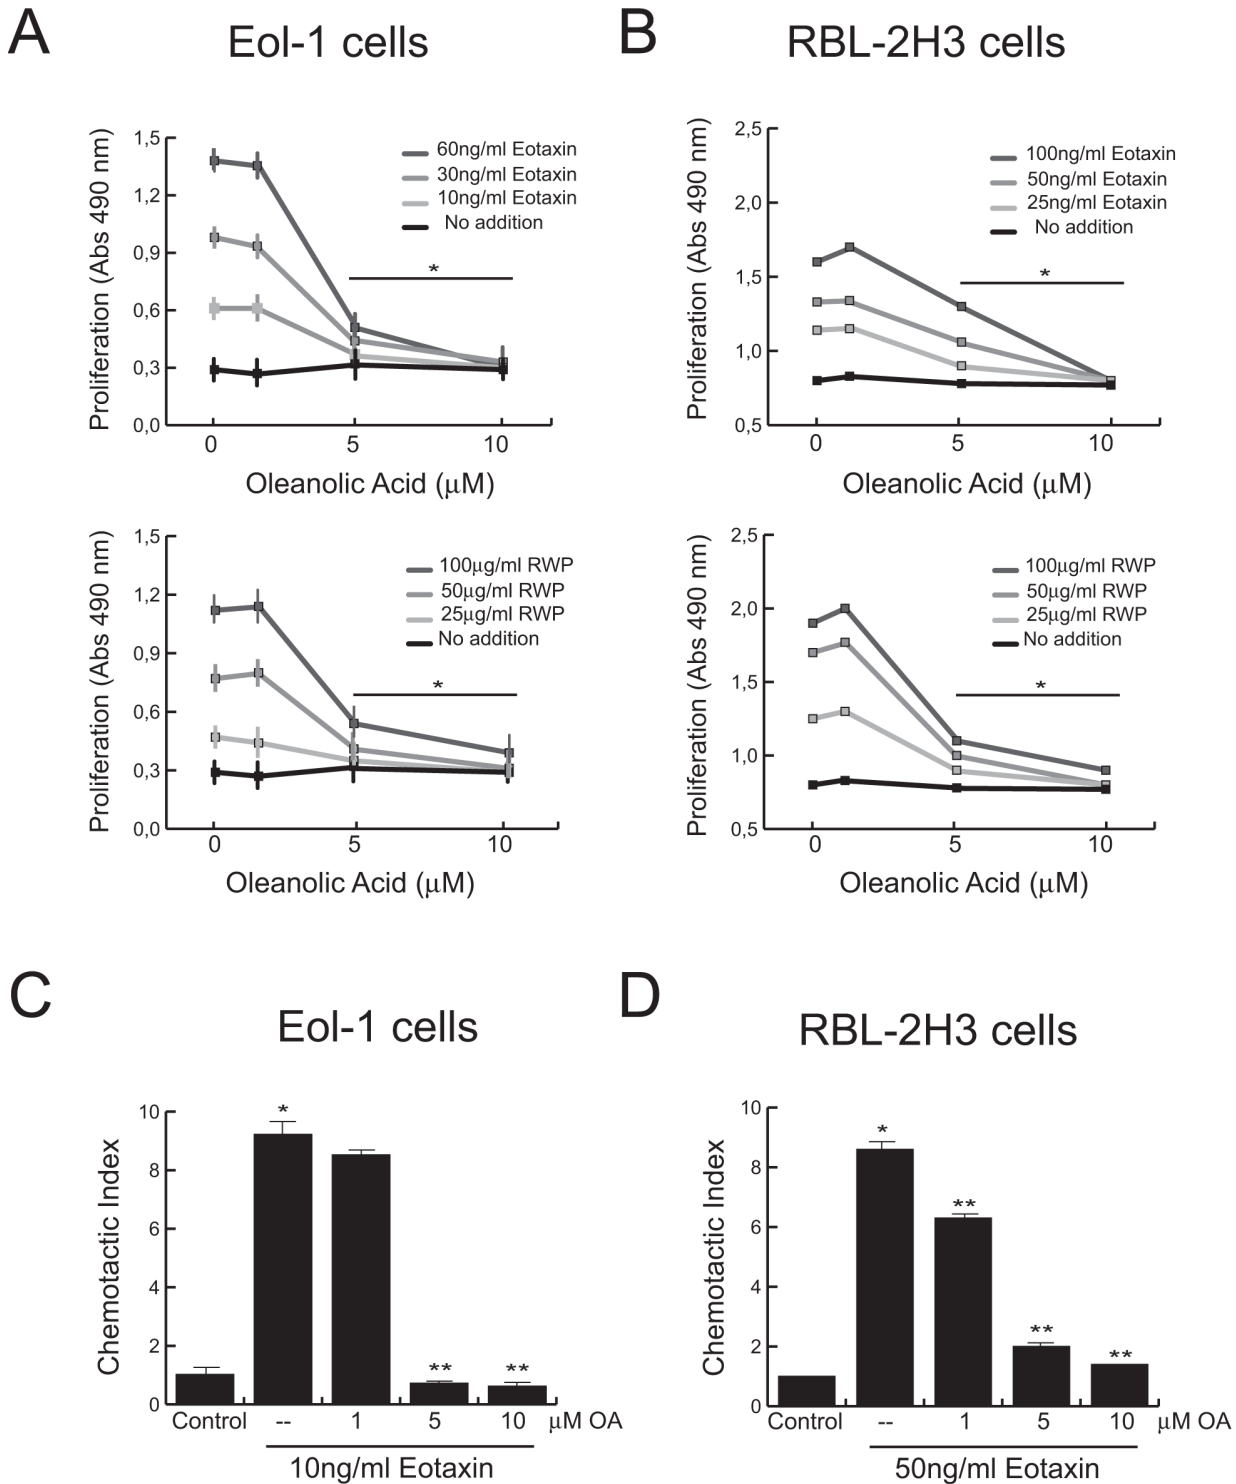 A
Eol-1 cells
Proliferation (Abs 490 nm)
1,5
1,2
0,9
0,6
0,3
0,0
60ng/ml Eotaxin
30ng/ml Eotaxin
10ng/ml Eotaxin
No addition
*
0 5 10
Oleanolic Acid (μM)
Proliferation (Abs 490 nm)
1,5
1,2
0,9
0,6
0,3
0,0
100μg/ml RWP
50μg/ml RWP
25μg/ml RWP
No addition
*
0 5 10
Oleanolic Acid (μM)
B
RBL-2H3 cells
Proliferation (Abs 490 nm)
2,5
2,0
1,5
1,0
0,5
100ng/ml Eotaxin
50ng/ml Eotaxin
25ng/ml Eotaxin
No addition
*
0 5 10
Oleanolic Acid (μM)
Proliferation (Abs 490 nm)
2,5
2,0
1,5
1,0
0,5
100μg/ml RWP
50μg/ml RWP
25μg/ml RWP
No addition
*
0 5 10
Oleanolic Acid (μM)
C
Eol-1 cells
Chemotactic Index
10
8
6
4
2
0
*
** **
Control -- 1 5 10 μM OA
10ng/ml Eotaxin
D
RBL-2H3 cells
Chemotactic Index
10
8
6
4
2
0
*
**
**
**
Control -- 1 5 10 μM OA
50ng/ml Eotaxin